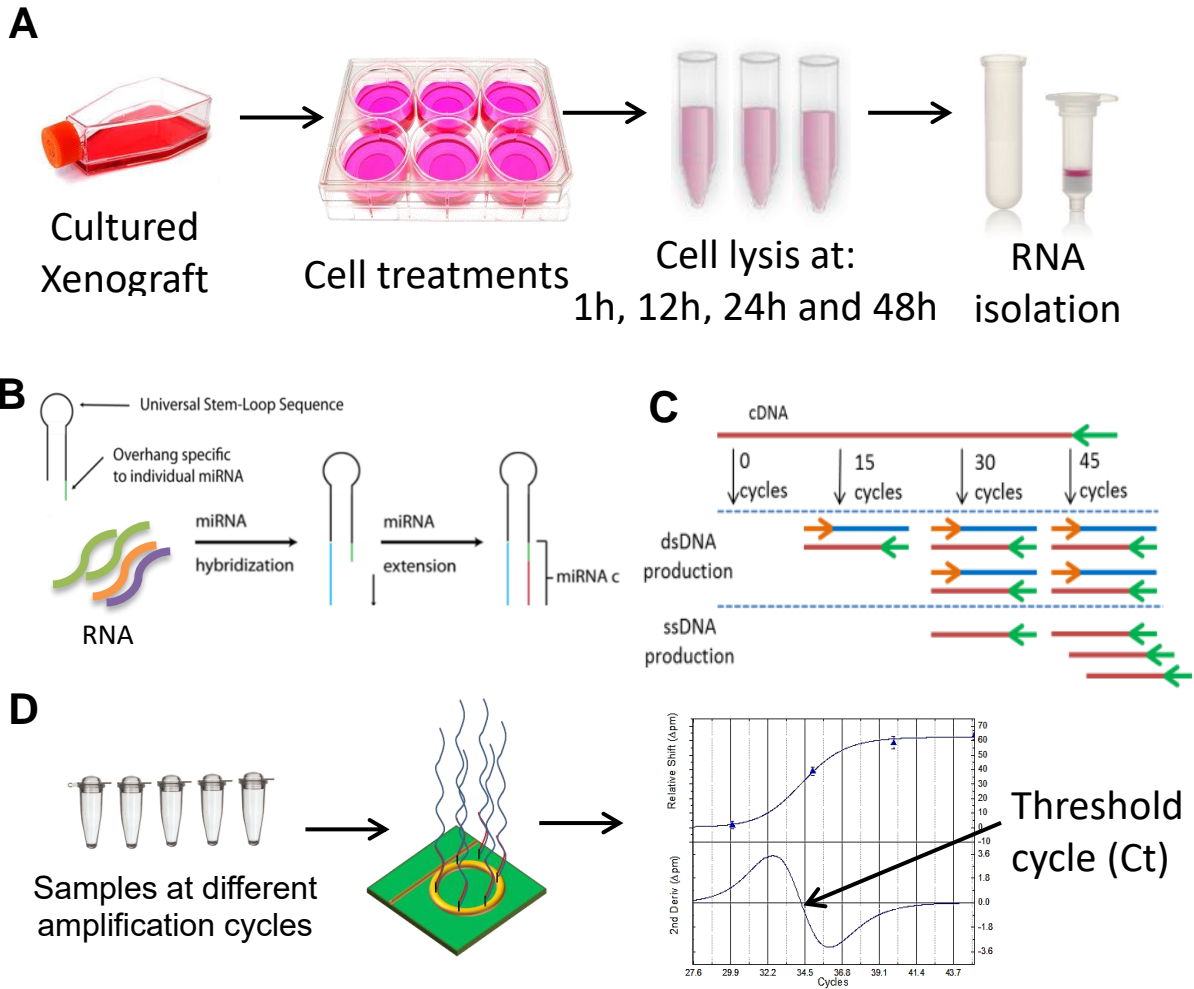 A
Cultured
Xenograft
Cell treatments
Cell lysis at:
1h, 12h, 24h and 48h
RNA
isolation
B
Universal Stem-Loop Sequence
Overhang specific
to individual miRNA
miRNA
hybridization
miRNA
extension
miRNA c
RNA
C
cDNA
0
cycles
15
cycles
30
cycles
45
cycles
dsDNA
production
ssDNA
production
D
Samples at different
amplification cycles
Relative Shift (Δpm)
70
60
50
40
30
20
10
0
-10
2nd Deriv (Δpm)
3.6
1.8
0.0
-1.8
-3.6
27.6 29.9 32.2 34.5 36.8 39.1 41.4 43.7
Cycles
Threshold
cycle (Ct)